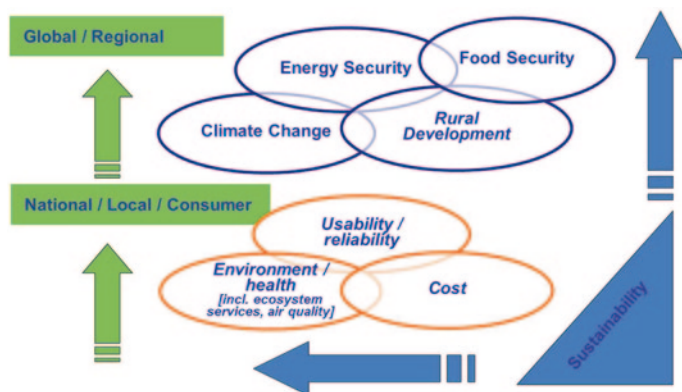 Global / Regional
Energy Security
Food Security
Climate Change
Rural
Development
National / Local / Consumer
Usability /
reliability
Environment /
health
[incl. ecosystem
services, air quality]
Cost
Sustainability